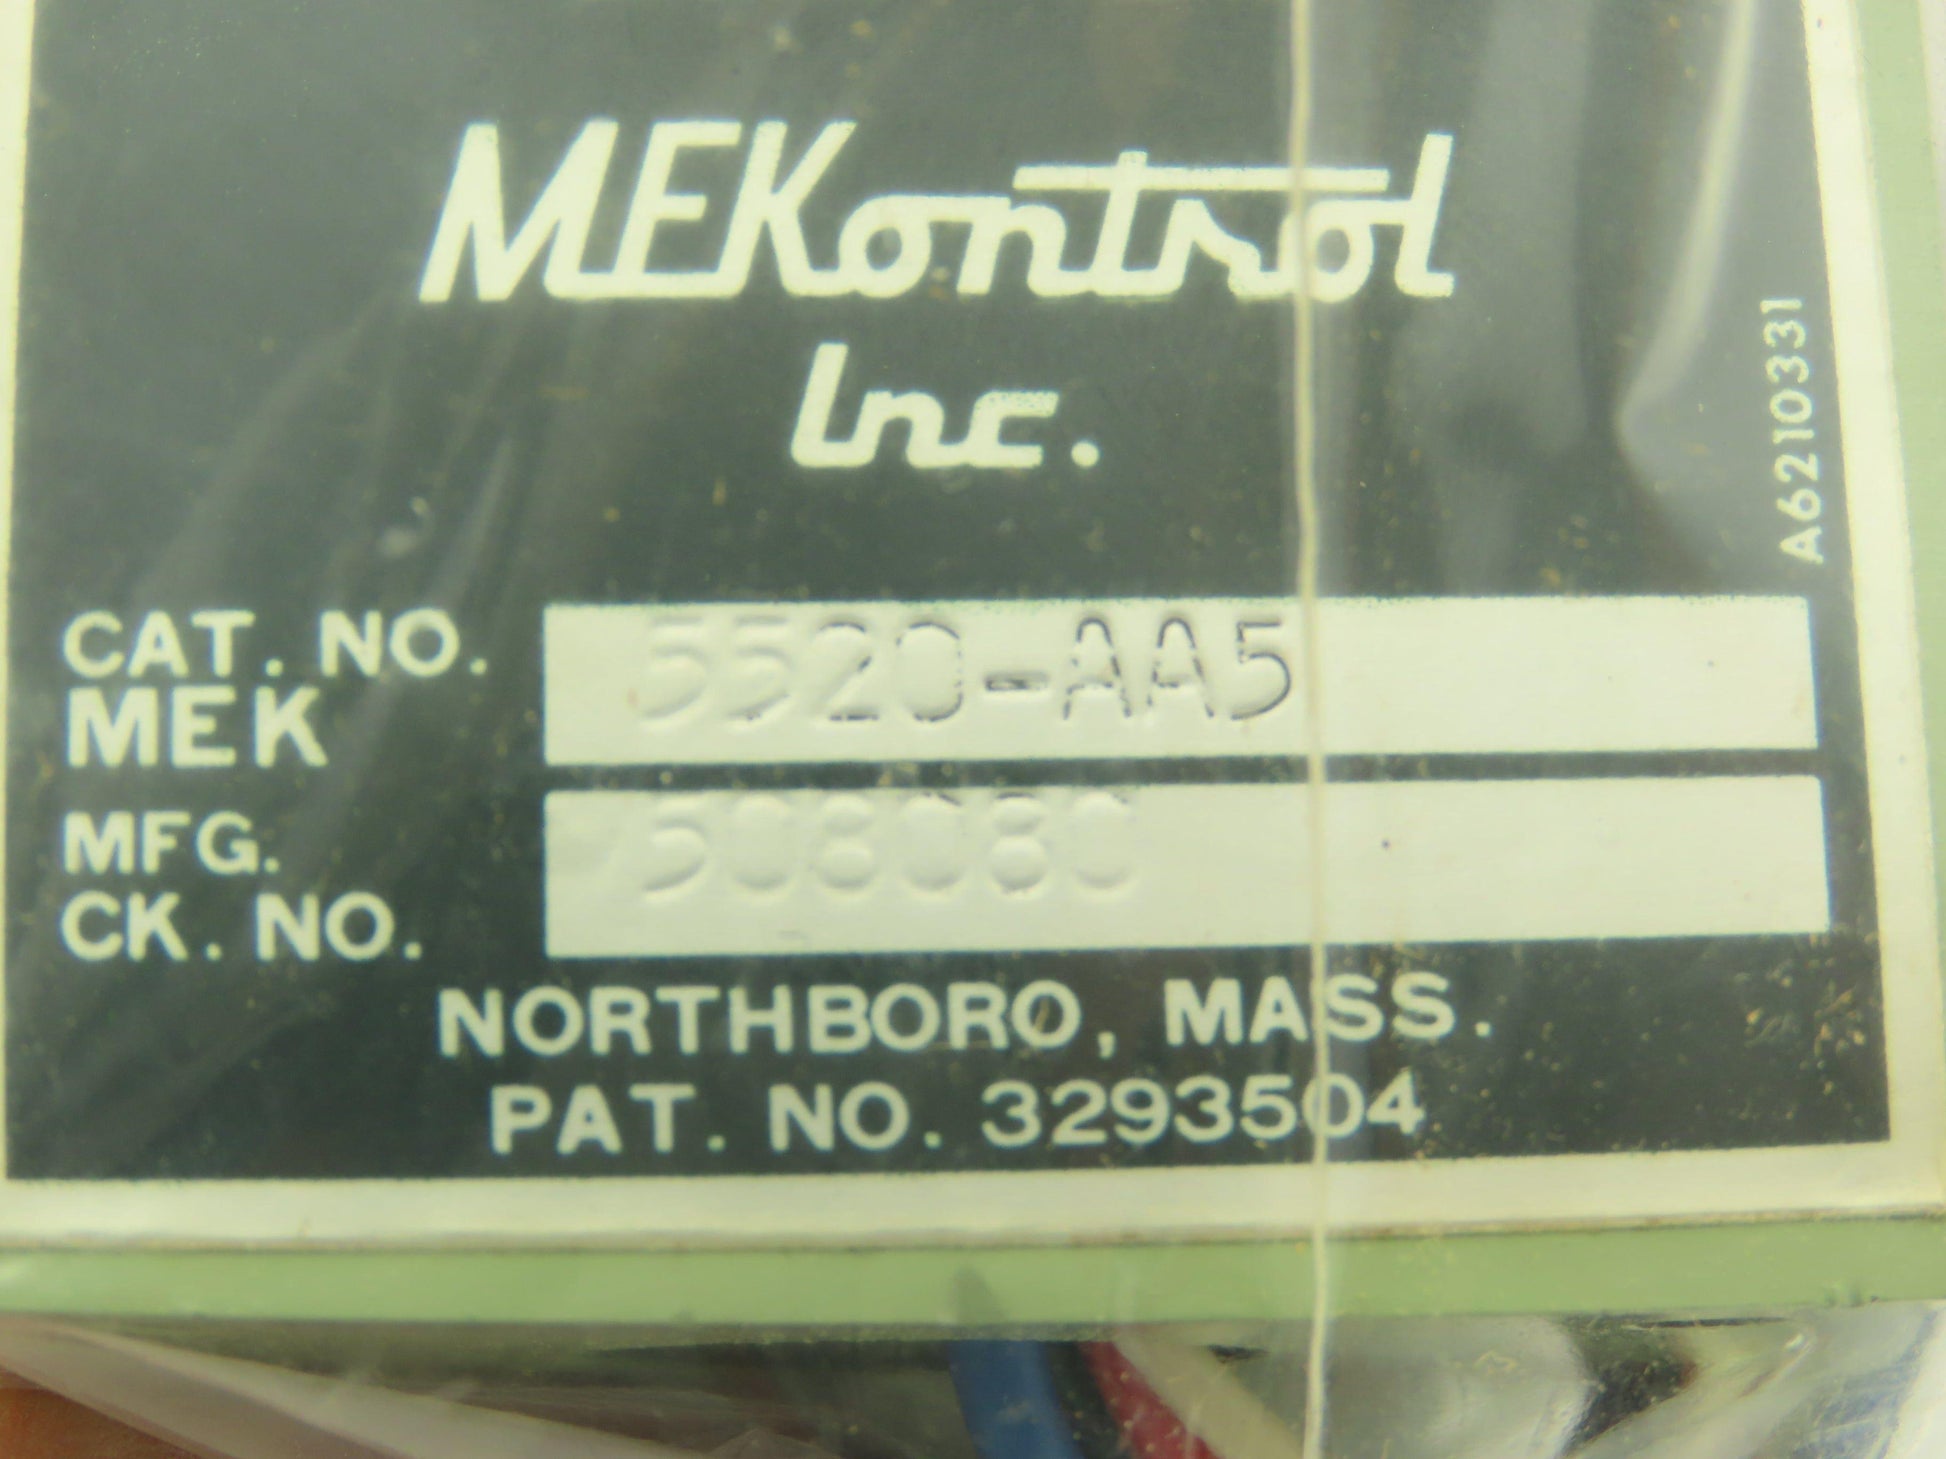 MEKontrol
Inc.
A6210331
CAT. NO. 5520-AA5
MEK
MFG. 508080
CK. NO.
NORTHBORO, MASS.
PAT. NO. 3293504